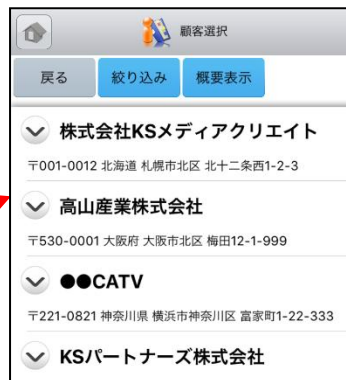 顧客選択
戻る 絞り込み 概要表示
株式会社KSメディアクリエイト
〒001-0012 北海道 札幌市北区 北十二条西1-2-3
高山産業株式会社
〒530-0001 大阪府 大阪市北区 梅田12-1-999
●●CATV
〒221-0821 神奈川県 横浜市神奈川区 富家町1-22-333
KSパートナーズ株式会社